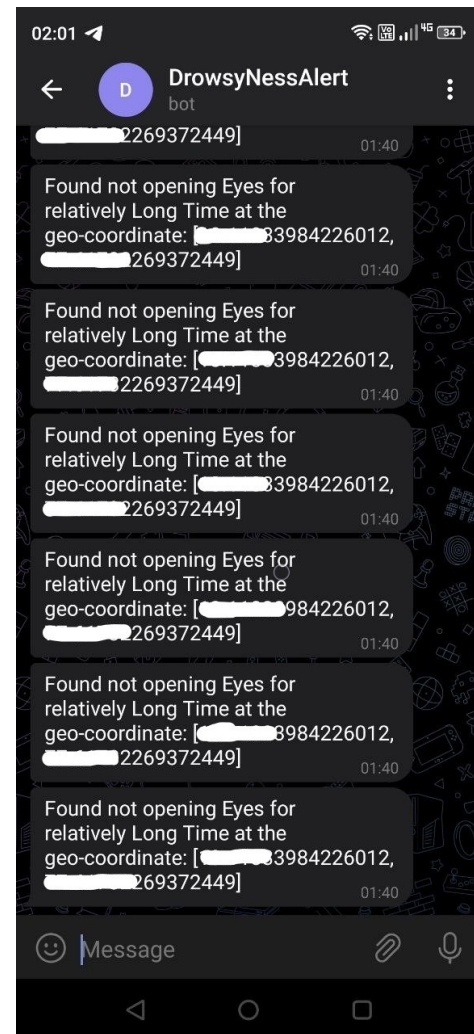 02:01
Vo
LTE
4G
34
D
DrowsyNessAlert
bot
2269372449]
01:40
Found not opening Eyes for
relatively Long Time at the
geo-coordinate: [33984226012,
269372449]
01:40
Found not opening Eyes for
relatively Long Time at the
geo-coordinate: [3984226012,
2269372449]
01:40
Found not opening Eyes for
relatively Long Time at the
geo-coordinate: [3984226012,
2269372449]
01:40
Found not opening Eyes for
relatively Long Time at the
geo-coordinate: [984226012,
2269372449]
01:40
Found not opening Eyes for
relatively Long Time at the
geo-coordinate: [3984226012,
2269372449]
01:40
Found not opening Eyes for
relatively Long Time at the
geo-coordinate: [3984226012,
269372449]
01:40
Message